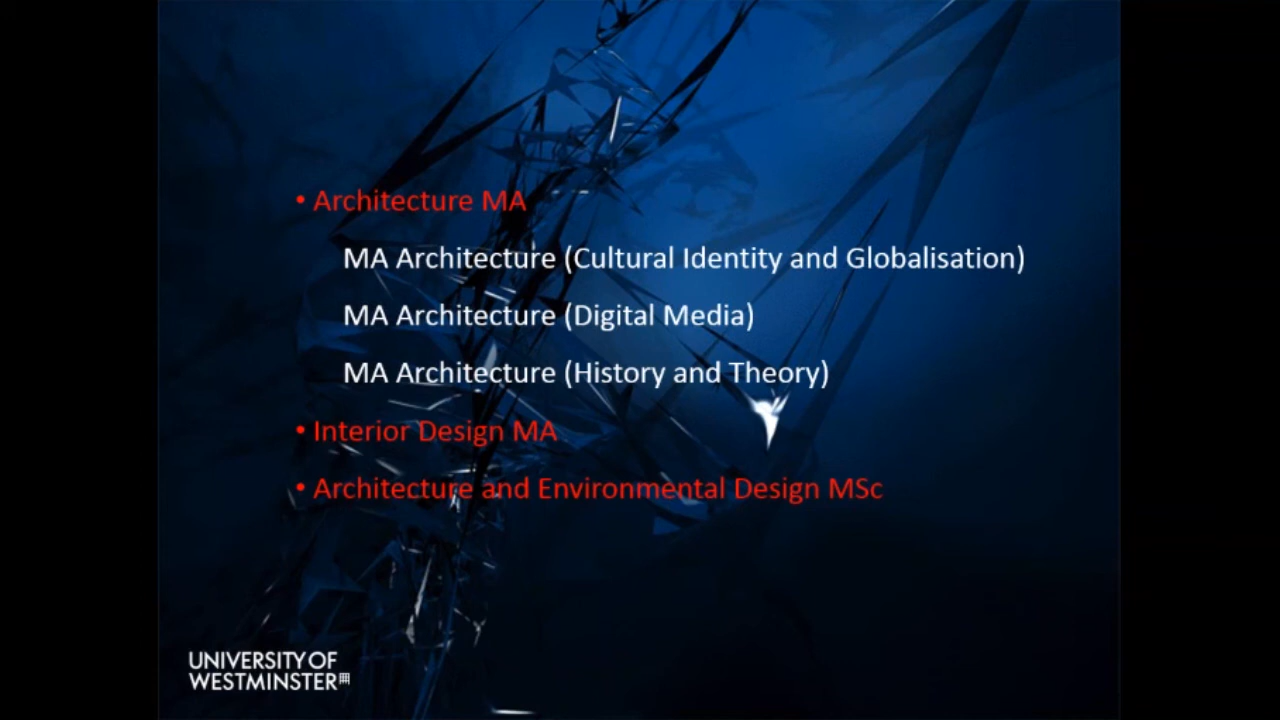 • Architecture MA
MA Architecture (Cultural Identity and Globalisation)
MA Architecture (Digital Media)
MA Architecture (History and Theory)
• Interior Design MA
• Architecture and Environmental Design MSc
UNIVERSITY OF
WESTMINSTER